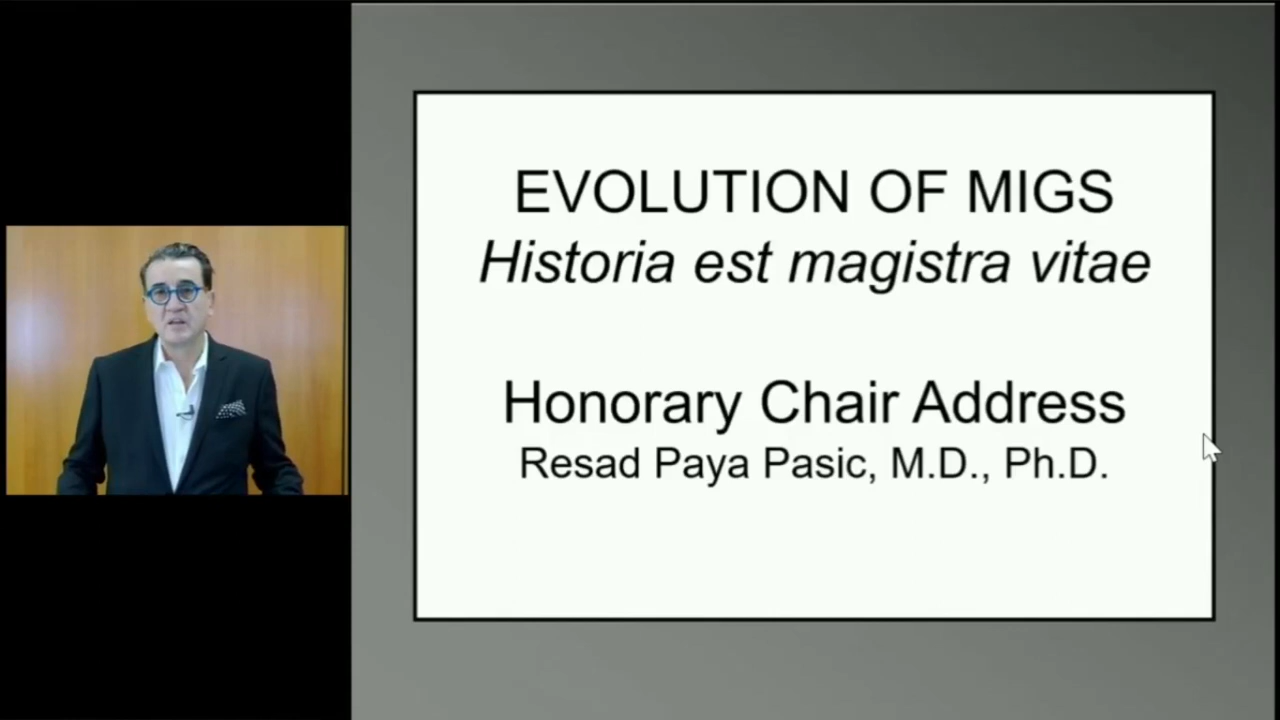 EVOLUTION OF MIGS
Historia est magistra vitae
Honorary Chair Address
Resad Paya Pasic, M.D., Ph.D.